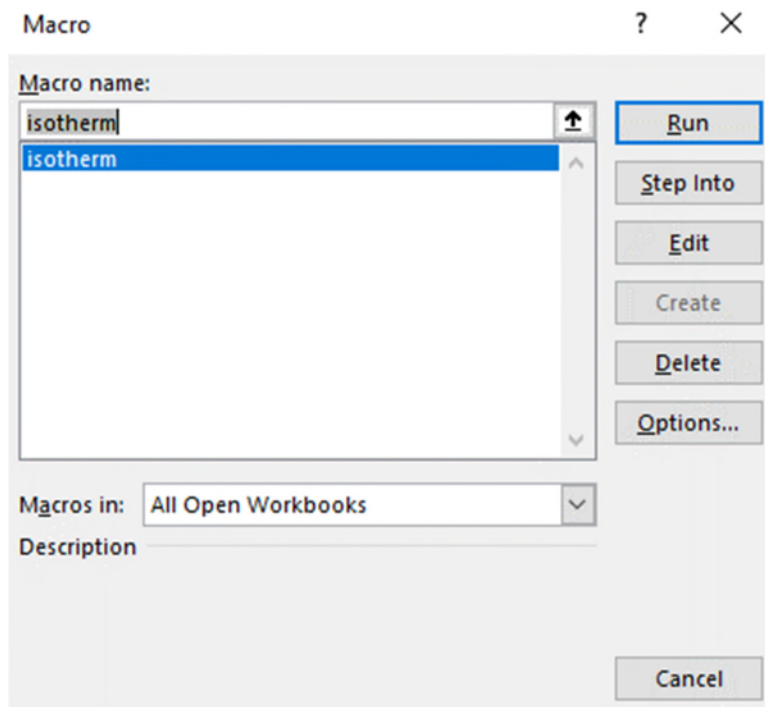 Macro ?
Macro name:
isotherm
Run
isotherm
Step Into
Edit
Create
Delete
Options...
Macros in: All Open Workbooks
Description
Cancel